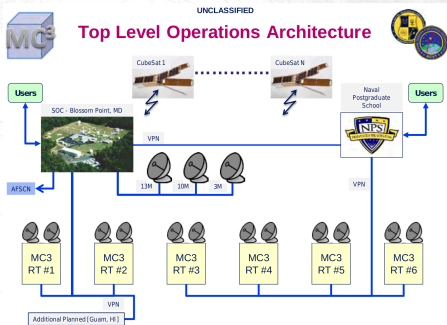 UNCLASSIFIED
MC3
Top Level Operations Architecture
CubeSat 1
CubeSat N
Users
Naval
Postgraduate
School
Users
SOC - Blossom Point, MD
VPN
NPS
AFSCN
13M
10M
3M
VPN
MC3
RT #1
MC3
RT #2
MC3
RT #3
MC3
RT #4
MC3
RT #5
MC3
RT #6
VPN
Additional Planned [Guam, HI ]